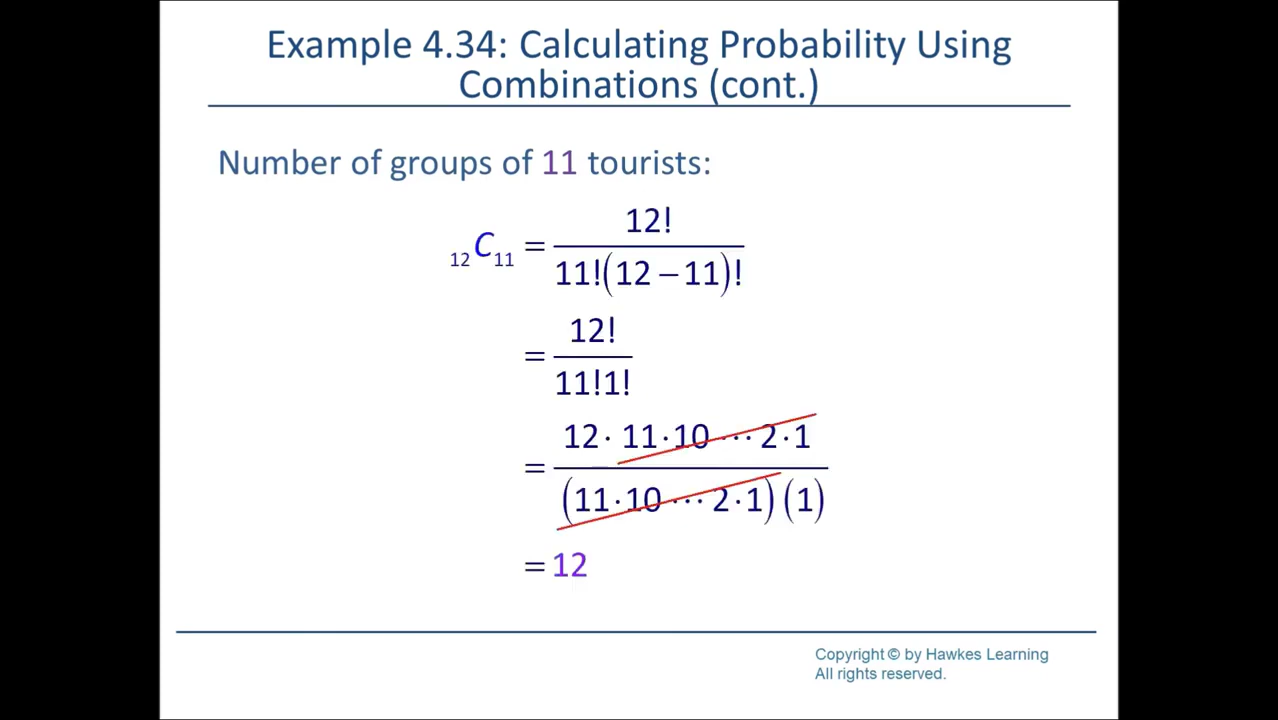 Example 4.34: Calculating Probability Using
Combinations (cont.)
Number of groups of 11 tourists:
₁₂C₁₁ = 12! / 11!(12 − 11)!
= 12! / 11!1!
= 12 · 11 · 10 ⋯ 2 · 1 / (11 · 10 ⋯ 2 · 1)(1)
= 12
Copyright © by Hawkes Learning
All rights reserved.